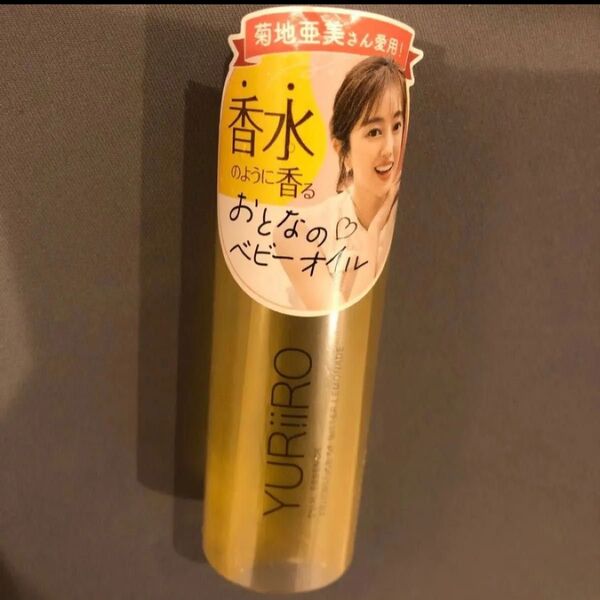 菊地亜美さん愛用!
香水
のように香る
おとなの♡
ベビーオイル
YURiiRO